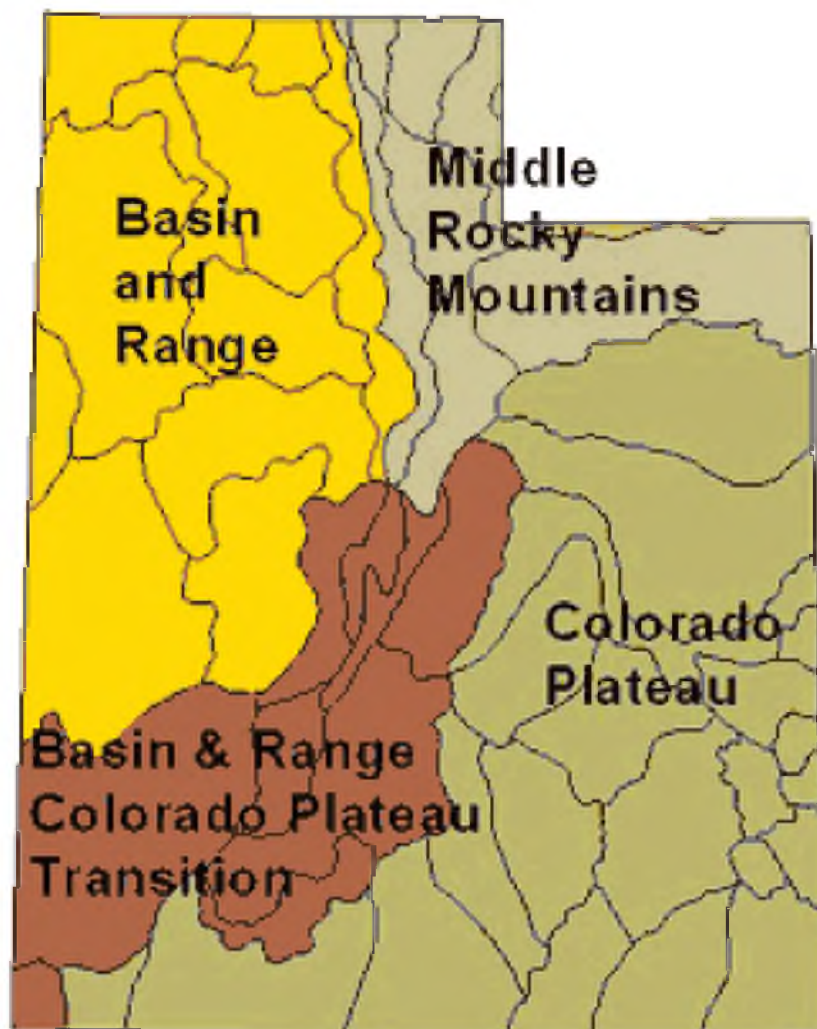 Middle
Rocky
Mountains
Basin
and
Range
Colorado
Plateau
Basin & Range
Colorado Plateau
Transition